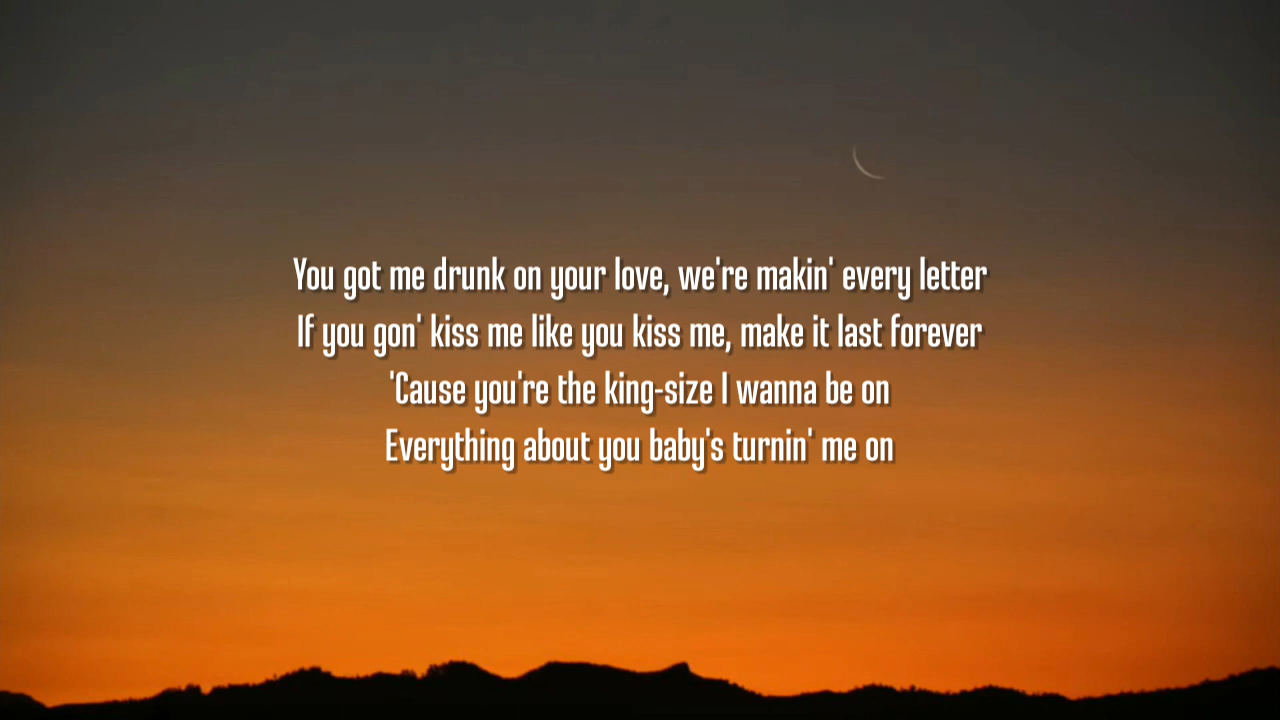 You got me drunk on your love, we're makin' every letter
If you gon' kiss me like you kiss me, make it last forever
'Cause you're the king-size I wanna be on
Everything about you baby's turnin' me on